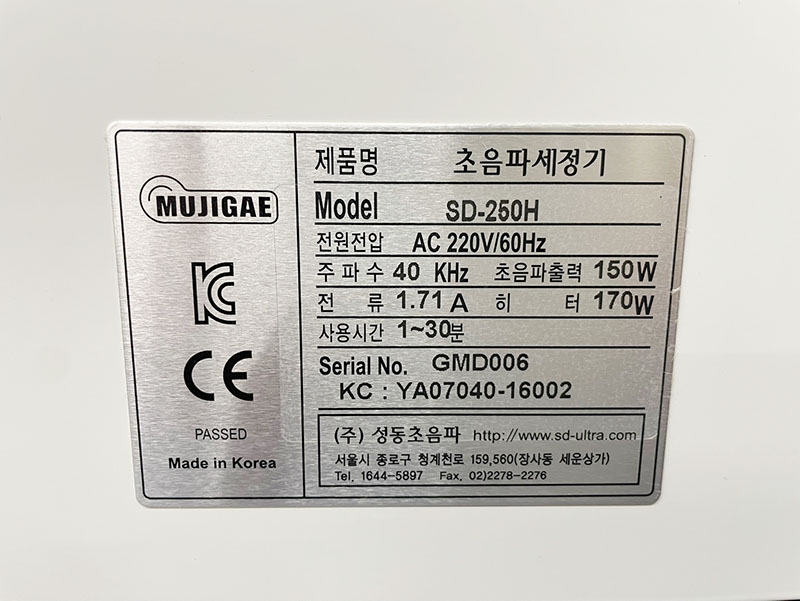 MUJIGAE
KC
CE
PASSED
Made in Korea
제품명 초음파세정기
Model SD-250H
전원전압 AC 220V/60Hz
주파수 40 KHz 초음파출력 150W
전 류 1.71 A 히 터 170W
사용시간 1~30분
Serial No. GMD006
KC : YA07040-16002
(주) 성동초음파 http://www.sd-ultra.com
서울시 종로구 청계천로 159,560(장사동 세운상가)
Tel. 1644-5897 Fax. 02)2278-2276